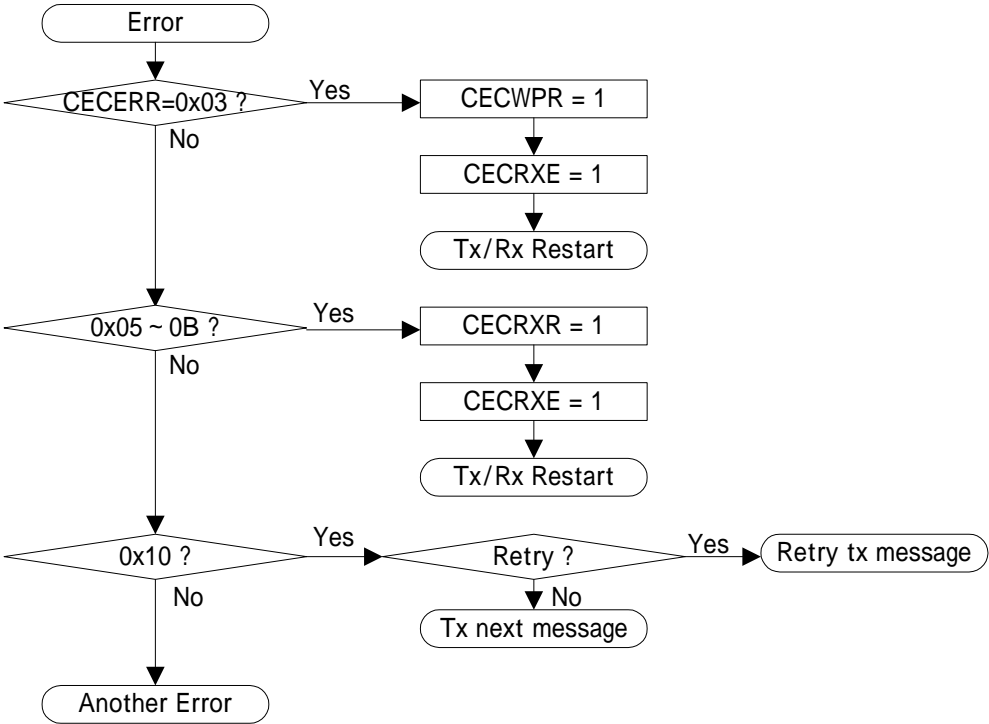 Error
CECERR=0x03 ?
Yes
CECWPR = 1
No
CECRXE = 1
Tx/Rx Restart
0x05 ~ 0B ?
Yes
CECRXR = 1
No
CECRXE = 1
Tx/Rx Restart
0x10 ?
Yes
Retry ?
Yes
Retry tx message
No
No
Tx next message
Another Error